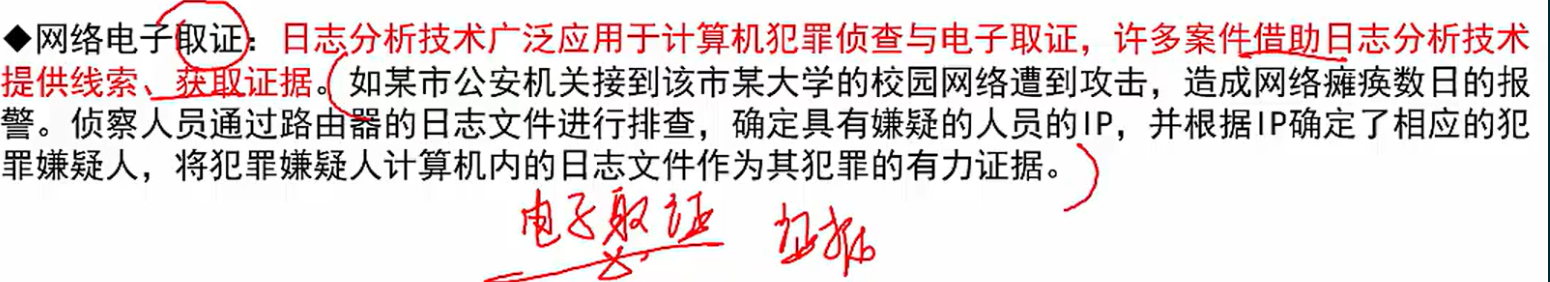 ◆网络电子取证：日志分析技术广泛应用于计算机犯罪侦查与电子取证，许多案件借助日志分析技术
提供线索、获取证据。如某市公安机关接到该市某大学的校园网络遭到攻击，造成网络瘫痪数日的报
警。侦察人员通过路由器的日志文件进行排查，确定具有嫌疑的人员的IP，并根据IP确定了相应的犯
罪嫌疑人，将犯罪嫌疑人计算机内的日志文件作为其犯罪的有力证据。
电子取证 证据